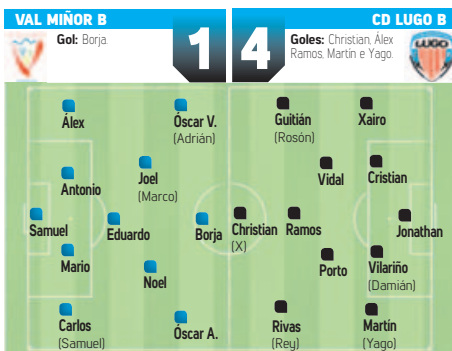 VAL MIÑOR B
Gol: Borja.
1
4
CD LUGO B
Goles: Christian, Álex
Ramos, Martín e Yago.
LUGO
Álex
Óscar V.
(Adrián)
Guitián
(Rosón)
Xairo
Antonio
Joel
(Marco)
Vidal
Cristian
Samuel
Eduardo
Borja
Christian
(X)
Ramos
Jonathan
Mario
Noel
Porto
Vilariño
(Damián)
Carlos
(Samuel)
Óscar A.
Rivas
(Rey)
Martín
(Yago)